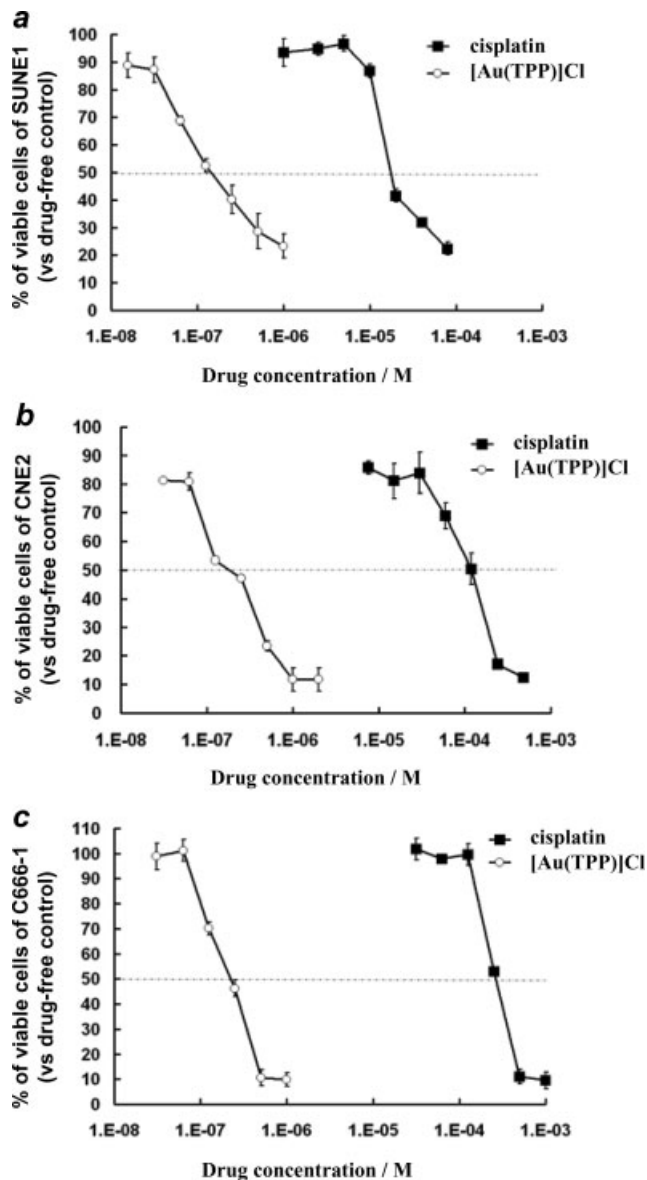 a
% of viable cells of SUNE1
(vs drug-free control)
100
90
80
70
60
50
40
30
20
10
0
cisplatin
[Au(TPP)]Cl
1.E-08 1.E-07 1.E-06 1.E-05 1.E-04 1.E-03
Drug concentration / M
b
% of viable cells of CNE2
(vs drug-free control)
100
90
80
70
60
50
40
30
20
10
0
cisplatin
[Au(TPP)]Cl
1.E-08 1.E-07 1.E-06 1.E-05 1.E-04 1.E-03
Drug concentration / M
c
% of viable cells of C666-1
(vs drug-free control)
110
100
90
80
70
60
50
40
30
20
10
0
cisplatin
[Au(TPP)]Cl
1.E-08 1.E-07 1.E-06 1.E-05 1.E-04 1.E-03
Drug concentration / M